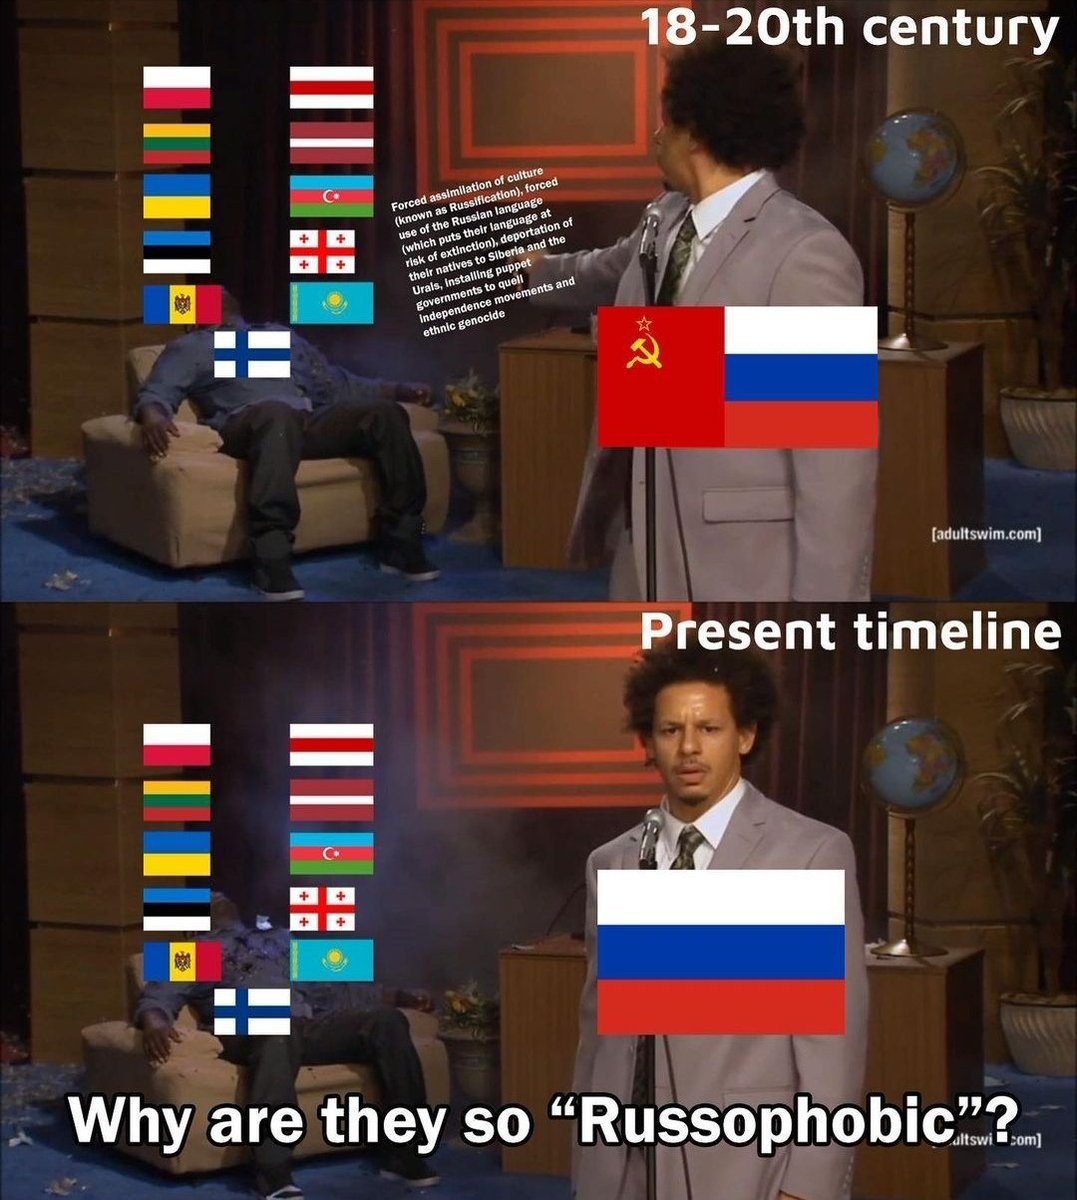 18-20th century
Forced assimilation of culture
(known as Russification), forced
use of the Russian language
(which puts their language at
risk of extinction), deportation of
their natives to Siberia and the
Urals, installing puppet
governments to quell
independence movements and
ethnic genocide
[adultswim.com]
Present timeline
Why are they so “Russophobic”?